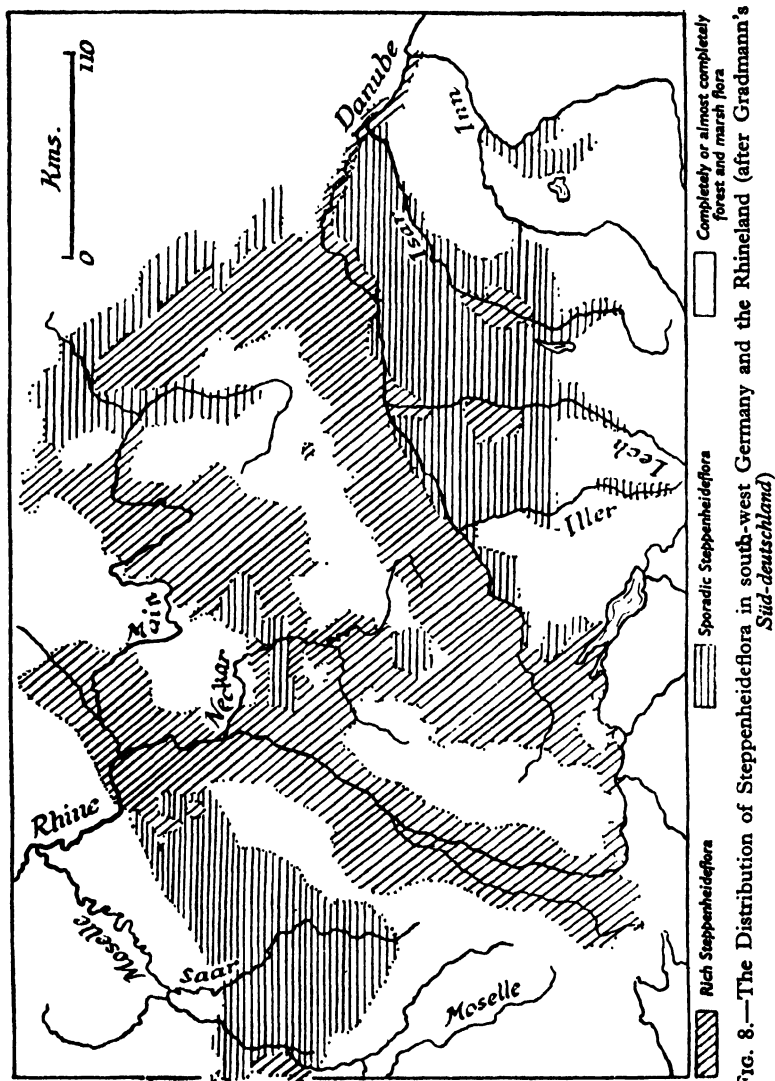 Kms.
0 110
Danube
Inn
Isar
Lech
Iller
Main
Neckar
Rhine
Moselle
Saar
Moselle
Rich Steppenheideflora
Sporadic Steppenheideflora
Completely or almost completely
forest and marsh flora
FIG. 8.—The Distribution of Steppenheideflora in south-west Germany and the Rhineland (after Gradmann's
Süd-deutschland)